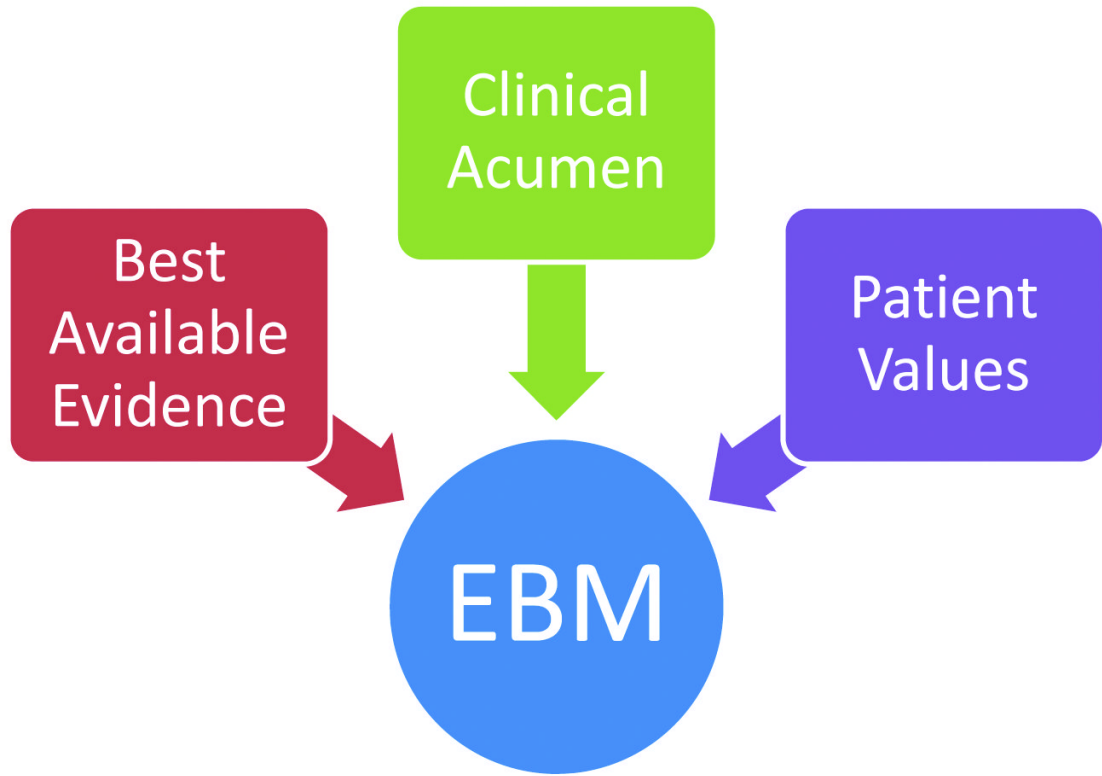 Clinical
Acumen
Best
Available
Evidence
Patient
Values
EBM